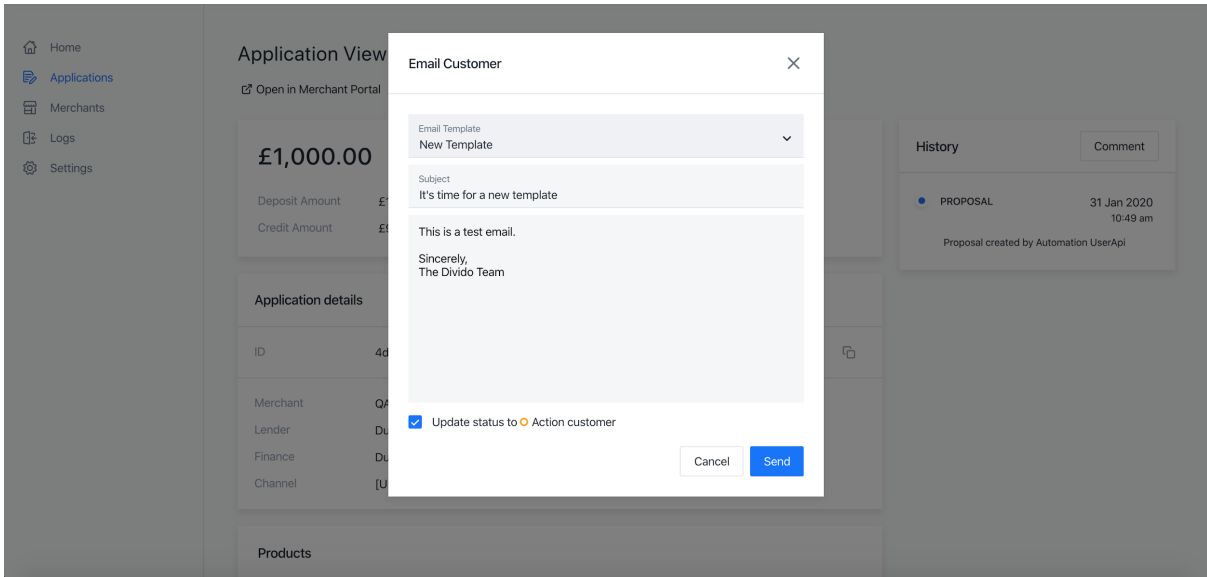 Home
Applications
Merchants
Logs
Settings
Application View
Open in Merchant Portal
£1,000.00
Deposit Amount
Credit Amount
Application details
ID
Merchant
Lender
Finance
Channel
Products
Email Customer
Email Template
New Template
Subject
It's time for a new template
This is a test email.
Sincerely,
The Divido Team
Update status to Action customer
Cancel
Send
History
Comment
PROPOSAL
31 Jan 2020
10:49 am
Proposal created by Automation UserApi